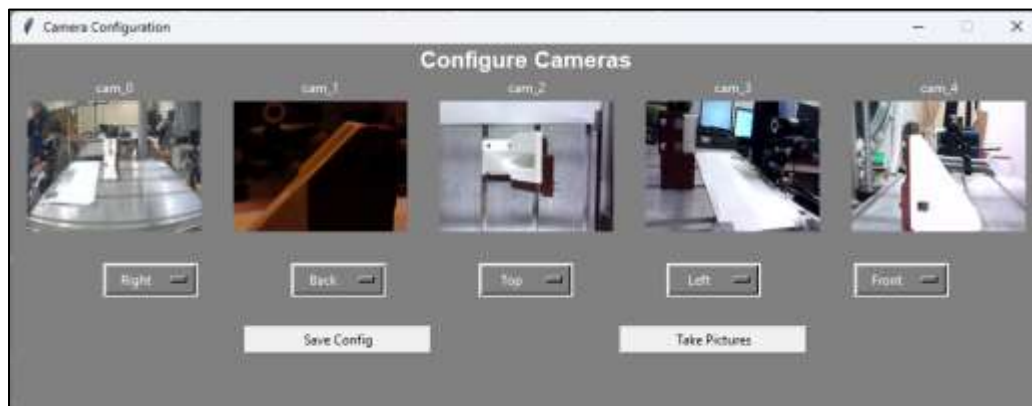 Camera Configuration
Configure Cameras
cam_0 cam_1 cam_2 cam_3 cam_4
Right Back Top Left Front
Save Config Take Pictures